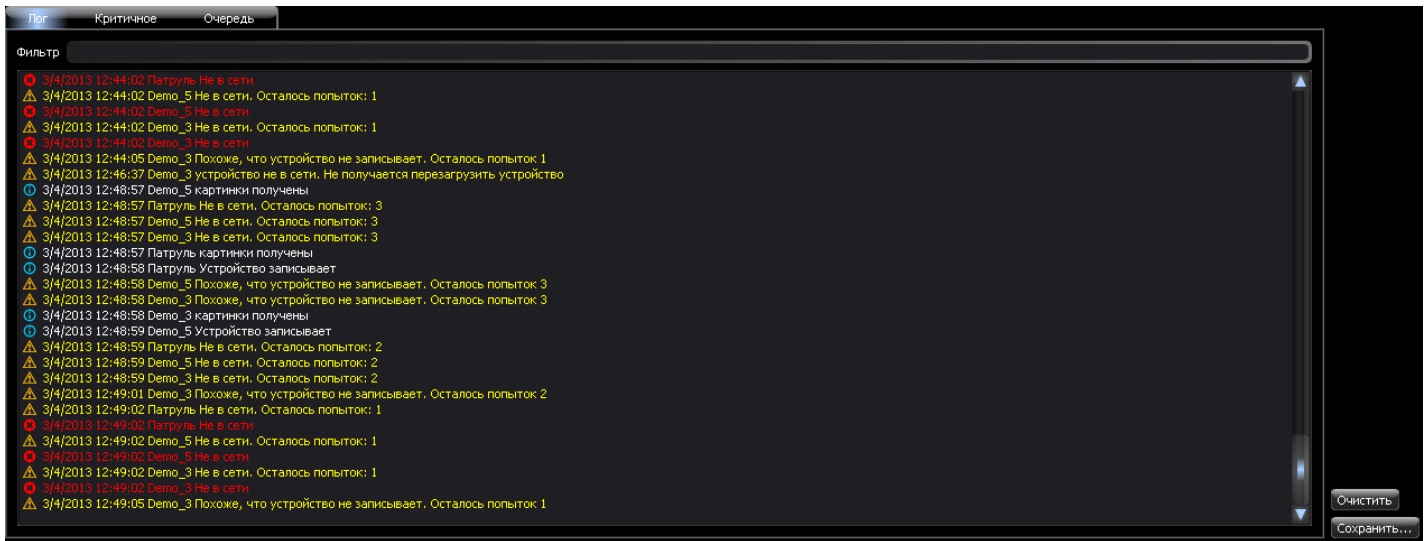 Лог Критичное Очередь
Фильтр
3/4/2013 12:44:02 Патруль Не в сети
3/4/2013 12:44:02 Demo_5 Не в сети. Осталось попыток: 1
3/4/2013 12:44:02 Demo_5 Не в сети
3/4/2013 12:44:02 Demo_3 Не в сети. Осталось попыток: 1
3/4/2013 12:44:02 Demo_3 Не в сети
3/4/2013 12:44:05 Demo_3 Похоже, что устройство не записывает. Осталось попыток 1
3/4/2013 12:46:37 Demo_3 устройство не в сети. Не получается перезагрузить устройство
3/4/2013 12:48:57 Demo_5 картинки получены
3/4/2013 12:48:57 Патруль Не в сети. Осталось попыток: 3
3/4/2013 12:48:57 Demo_5 Не в сети. Осталось попыток: 3
3/4/2013 12:48:57 Demo_3 Не в сети. Осталось попыток: 3
3/4/2013 12:48:57 Патруль картинки получены
3/4/2013 12:48:58 Патруль Устройство записывает
3/4/2013 12:48:58 Demo_5 Похоже, что устройство не записывает. Осталось попыток 3
3/4/2013 12:48:58 Demo_3 Похоже, что устройство не записывает. Осталось попыток 3
3/4/2013 12:48:58 Demo_3 картинки получены
3/4/2013 12:48:59 Demo_5 Устройство записывает
3/4/2013 12:48:59 Патруль Не в сети. Осталось попыток: 2
3/4/2013 12:48:59 Demo_5 Не в сети. Осталось попыток: 2
3/4/2013 12:48:59 Demo_3 Не в сети. Осталось попыток: 2
3/4/2013 12:49:01 Demo_3 Похоже, что устройство не записывает. Осталось попыток 2
3/4/2013 12:49:02 Патруль Не в сети. Осталось попыток: 1
3/4/2013 12:49:02 Патруль Не в сети
3/4/2013 12:49:02 Demo_5 Не в сети. Осталось попыток: 1
3/4/2013 12:49:02 Demo_5 Не в сети
3/4/2013 12:49:02 Demo_3 Не в сети. Осталось попыток: 1
3/4/2013 12:49:02 Demo_3 Не в сети
3/4/2013 12:49:05 Demo_3 Похоже, что устройство не записывает. Осталось попыток 1
Очистить
Сохранить...